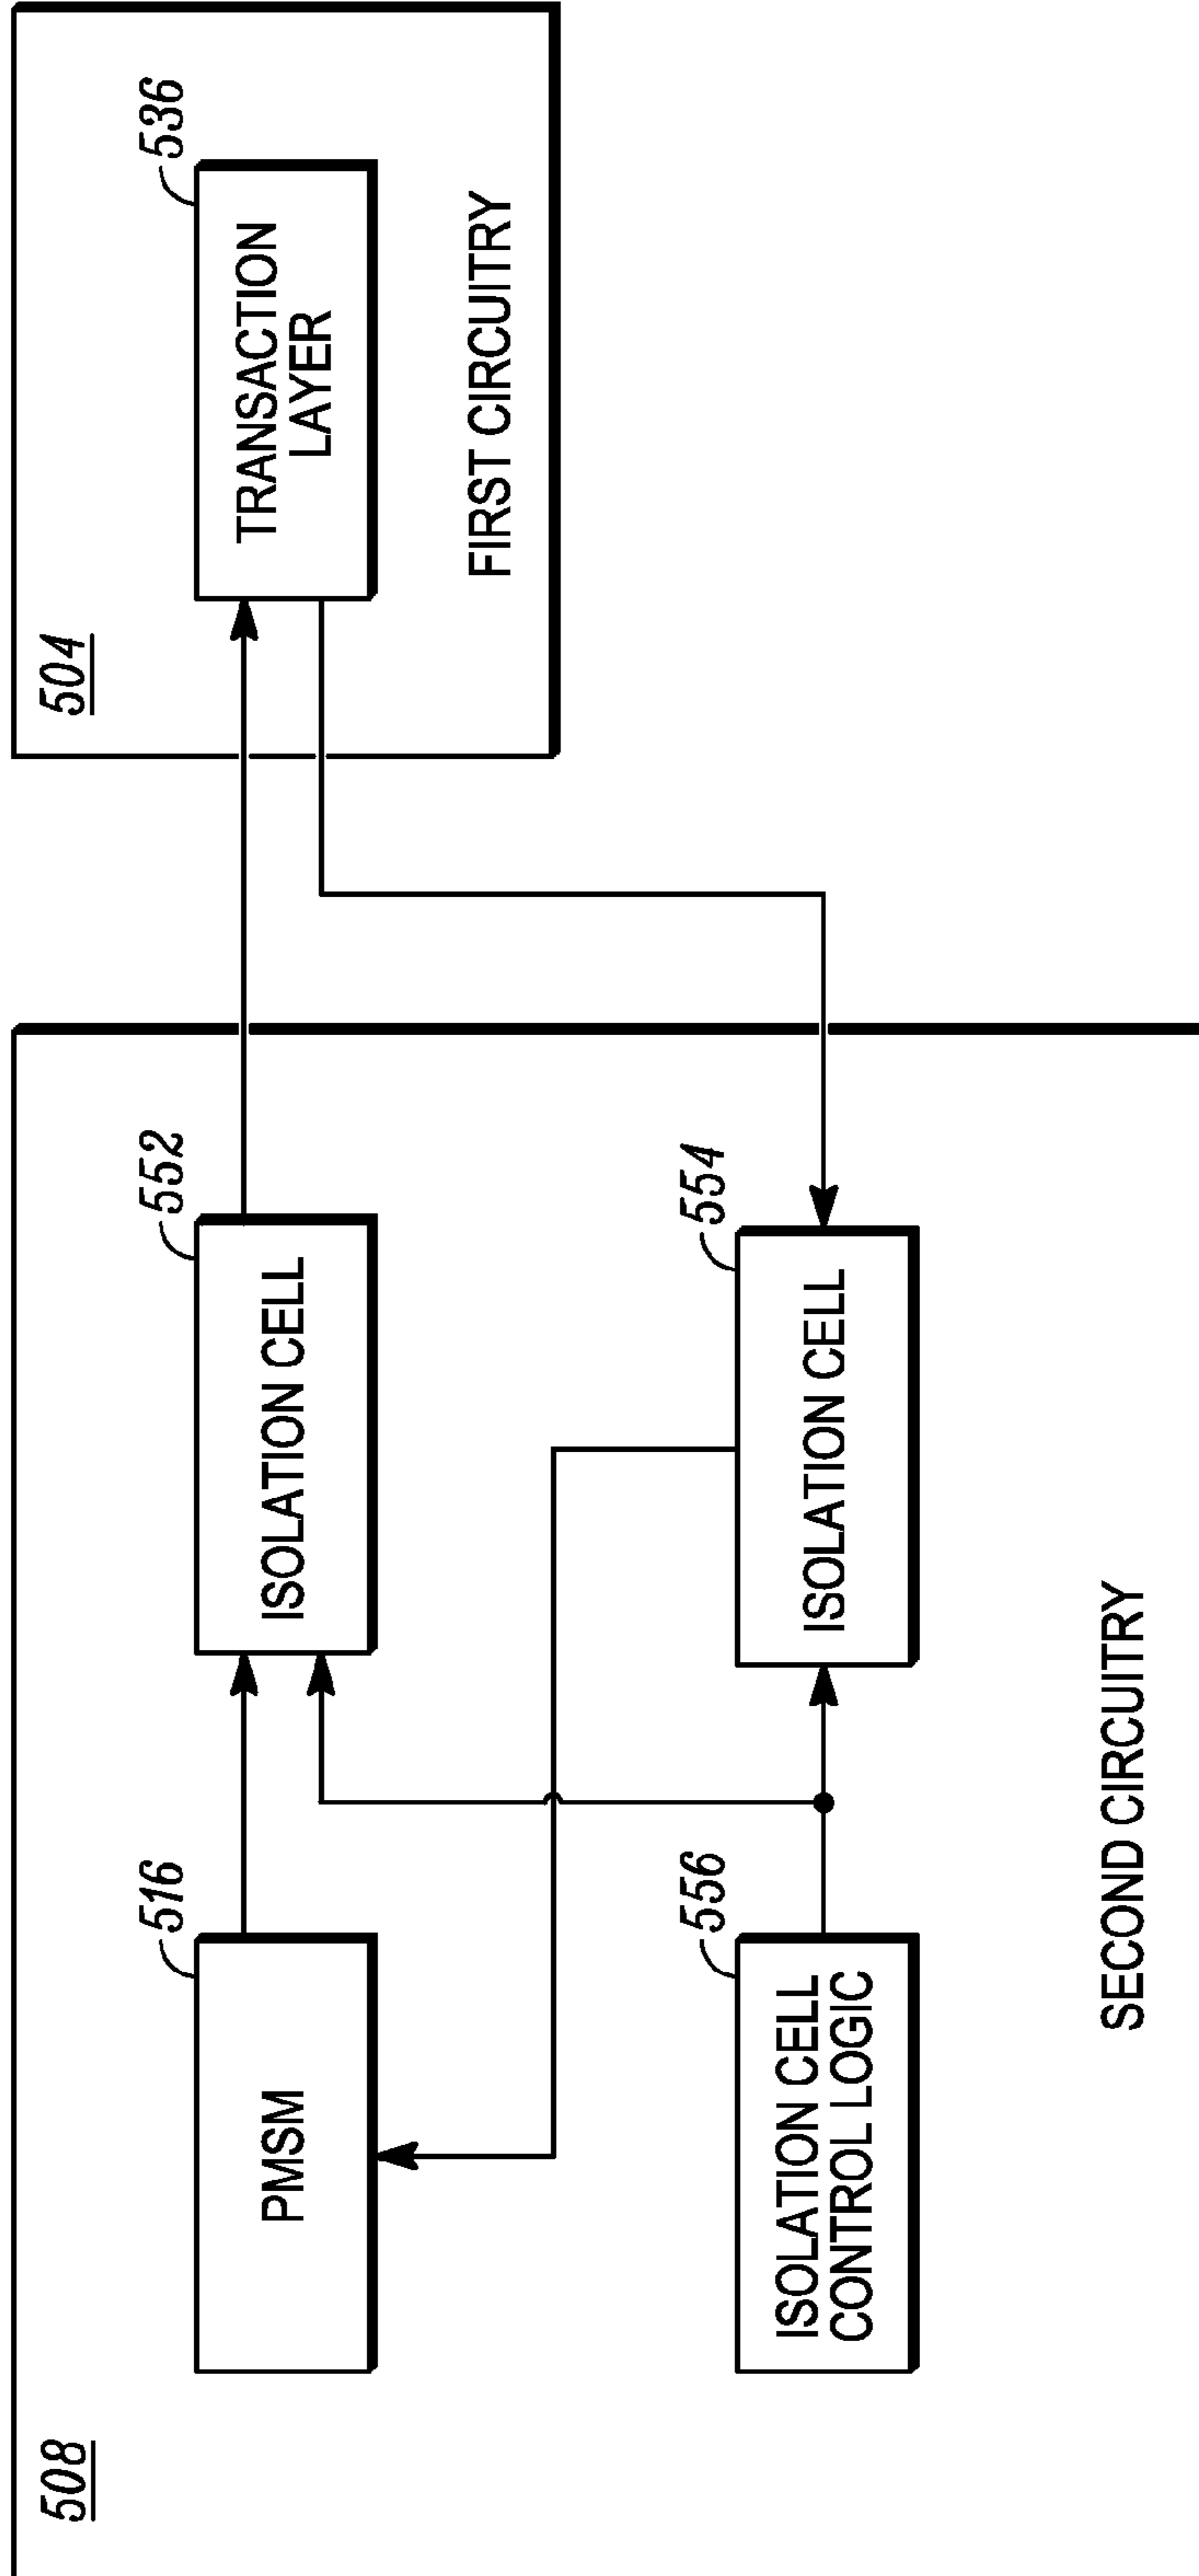 508
516
PMSM
552
ISOLATION CELL
504
536
TRANSACTION
LAYER
FIRST CIRCUITRY
556
ISOLATION CELL
CONTROL LOGIC
554
ISOLATION CELL
SECOND CIRCUITRY